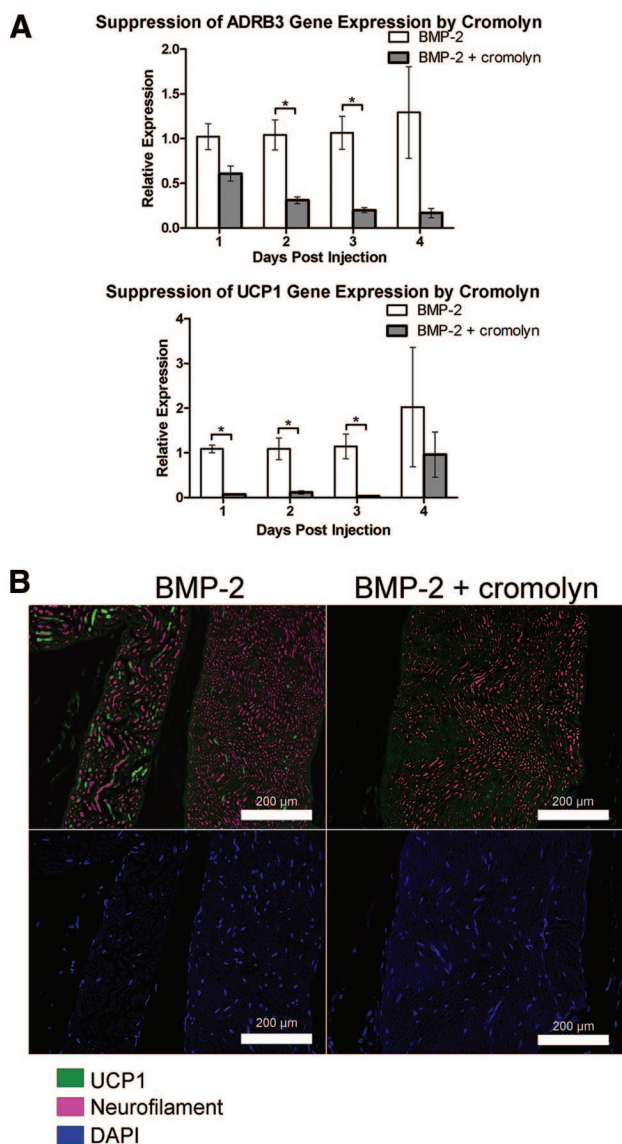 A
Suppression of ADRB3 Gene Expression by Cromolyn
BMP-2
BMP-2 + cromolyn
Relative Expression
2.0
1.5
1.0
0.5
0.0
* *
1 2 3 4
Days Post Injection
Suppression of UCP1 Gene Expression by Cromolyn
BMP-2
BMP-2 + cromolyn
Relative Expression
4
3
2
1
0
* * *
1 2 3 4
Days Post Injection
B
BMP-2 BMP-2 + cromolyn
200 µm 200 µm
200 µm 200 µm
UCP1
Neurofilament
DAPI